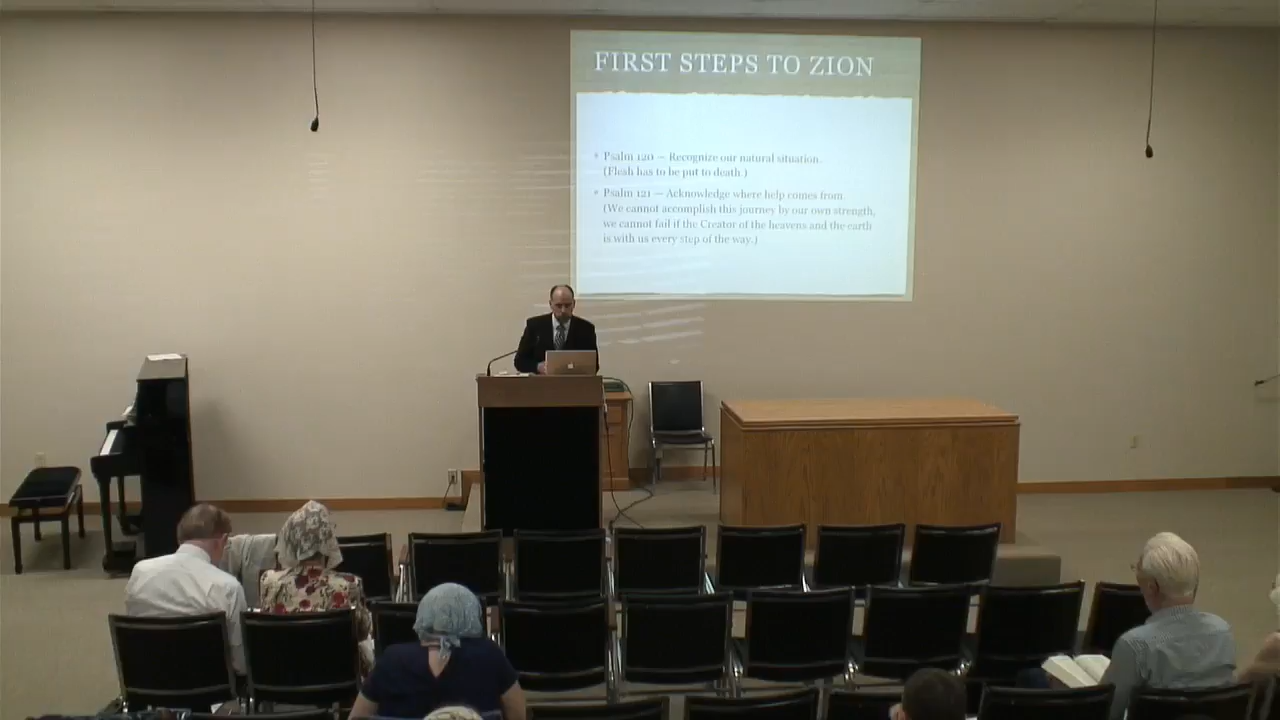 FIRST STEPS TO ZION
Psalm 120 — Recognize our natural situation.
(Flesh has to be put to death.)
Psalm 121 — Acknowledge where help comes from.
(We cannot accomplish this journey by our own strength,
we cannot fail if the Creator of the heavens and the earth
is with us every step of the way.)